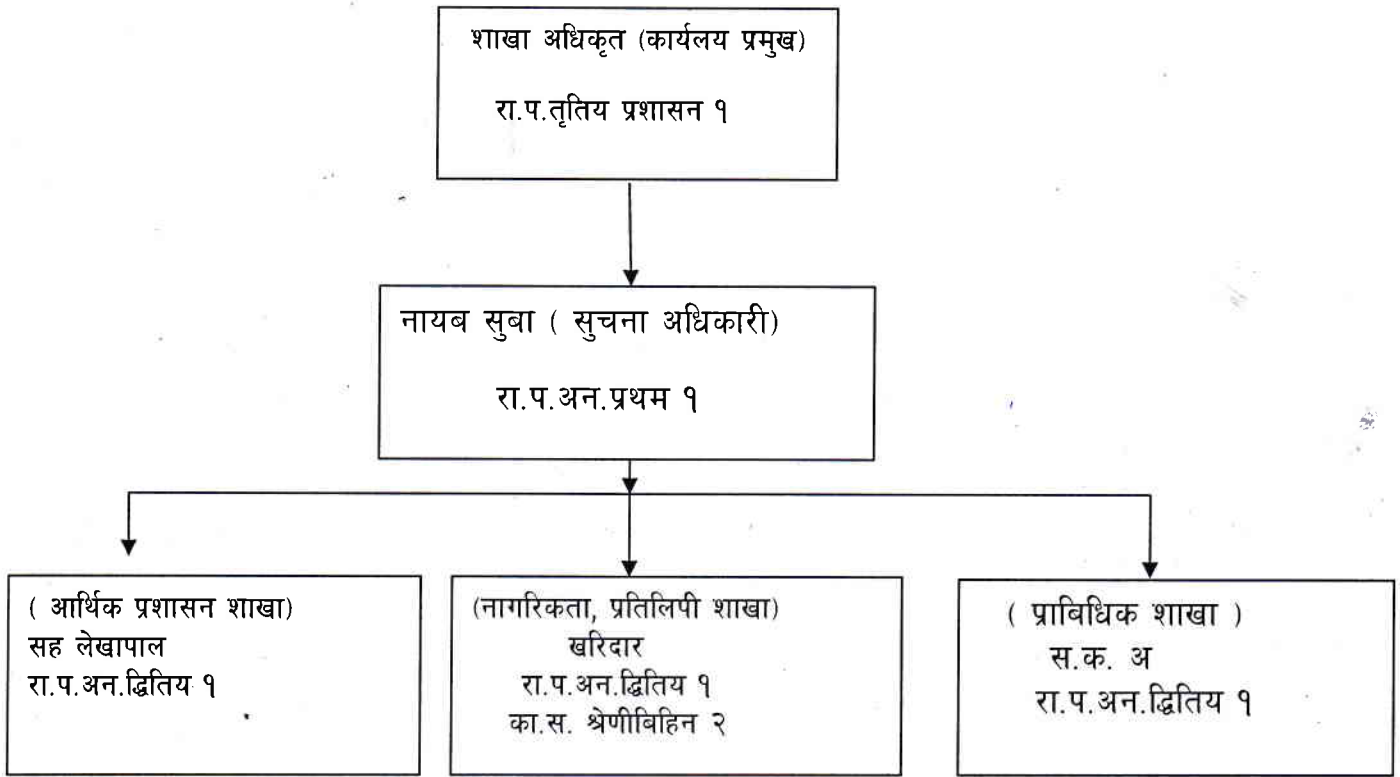 शाखा अधिकृत (कार्यलय प्रमुख)
रा.प.तृतिय प्रशासन १
नायब सुबा ( सुचना अधिकारी)
रा.प.अन.प्रथम १
( आर्थिक प्रशासन शाखा)
सह लेखापाल
रा.प.अन.द्धितिय १
(नागरिकता, प्रतिलिपी शाखा)
खरिदार
रा.प.अन.द्धितिय १
का.स. श्रेणीबिहिन २
( प्राबिधिक शाखा )
स.क. अ
रा.प.अन.द्धितिय १